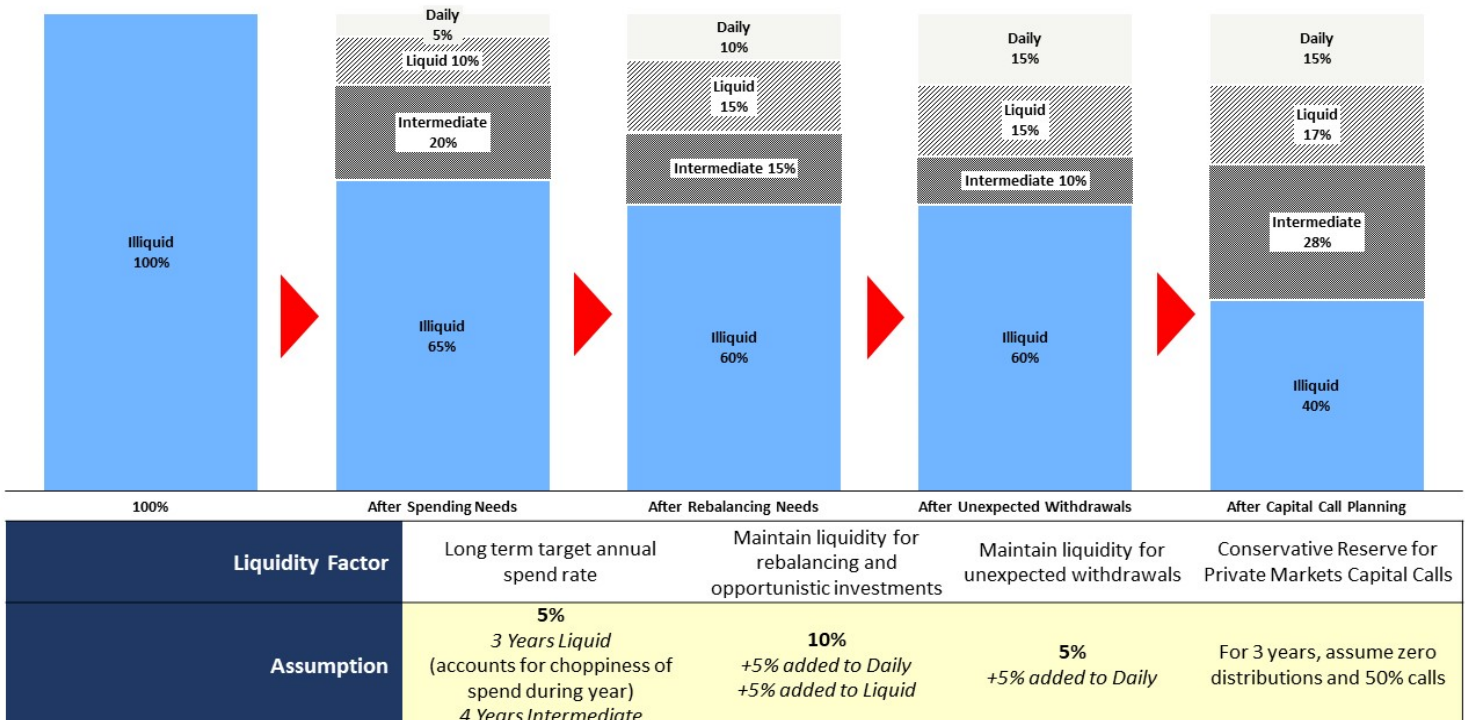 Illiquid
100%
Daily
5%
Liquid 10%
Intermediate
20%
Illiquid
65%
Daily
10%
Liquid
15%
Intermediate 15%
Illiquid
60%
Daily
15%
Liquid
15%
Intermediate 10%
Illiquid
60%
Daily
15%
Liquid
17%
Intermediate
28%
Illiquid
40%
100%
After Spending Needs
After Rebalancing Needs
After Unexpected Withdrawals
After Capital Call Planning
Liquidity Factor
Long term target annual
spend rate
Maintain liquidity for
rebalancing and
opportunistic investments
Maintain liquidity for
unexpected withdrawals
Conservative Reserve for
Private Markets Capital Calls
Assumption
5%
3 Years Liquid
(accounts for choppiness of
spend during year)
4 Years Intermediate
10%
+5% added to Daily
+5% added to Liquid
5%
+5% added to Daily
For 3 years, assume zero
distributions and 50% calls